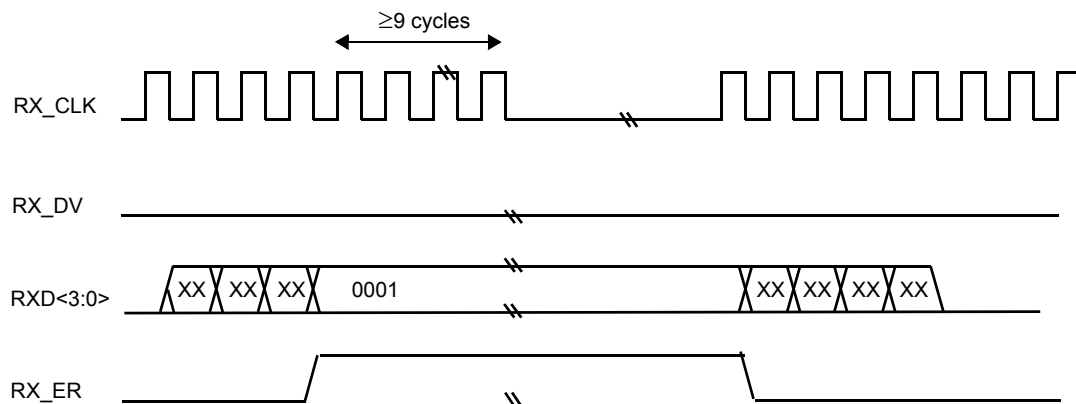 ≥9 cycles
RX_CLK
RX_DV
RXD<3:0> XX XX XX 0001 XX XX XX XX
RX_ER